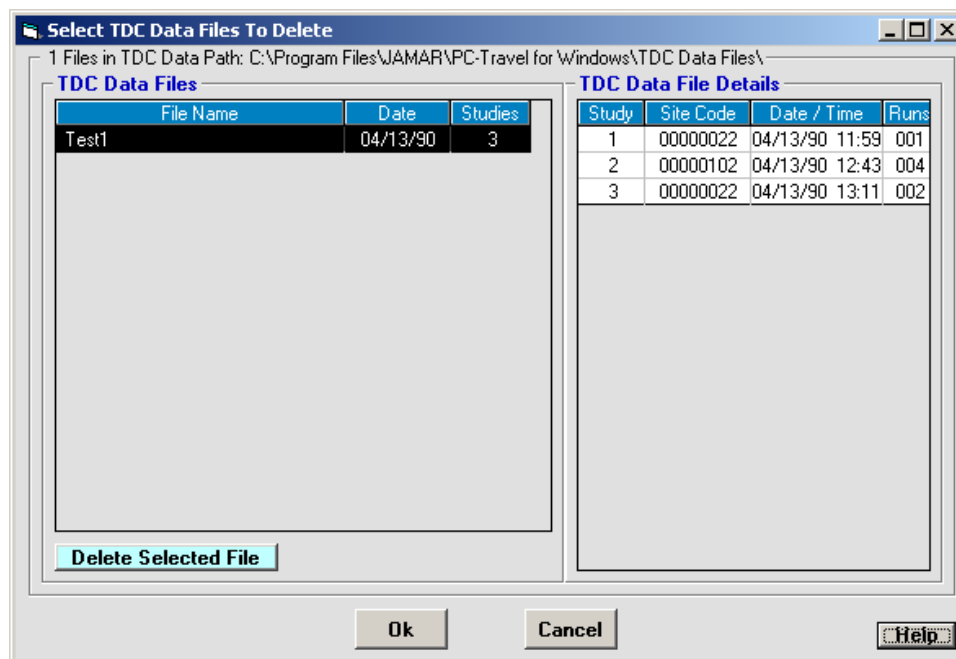 Select TDC Data Files To Delete
1 Files in TDC Data Path: C:\Program Files\JAMAR\PC-Travel for Windows\TDC Data Files\
TDC Data Files
File Name Date Studies
Test1 04/13/90 3
Delete Selected File
TDC Data File Details
Study Site Code Date / Time Runs
1 00000022 04/13/90 11:59 001
2 00000102 04/13/90 12:43 004
3 00000022 04/13/90 13:11 002
Ok Cancel Help